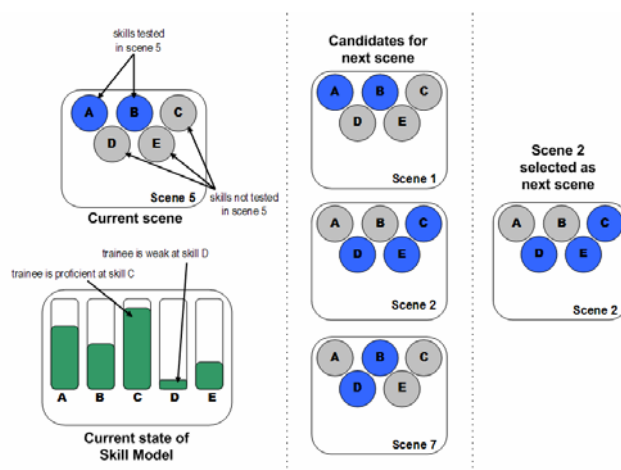 skills tested
in scene 5
A B C
D E
Scene 5
skills not tested
in scene 5
Current scene
trainee is weak at skill D
trainee is proficient at skill C
A B C D E
Current state of
Skill Model
Candidates for
next scene
A B C
D E
Scene 1
A B C
D E
Scene 2
A B C
D E
Scene 7
Scene 2
selected as
next scene
A B C
D E
Scene 2